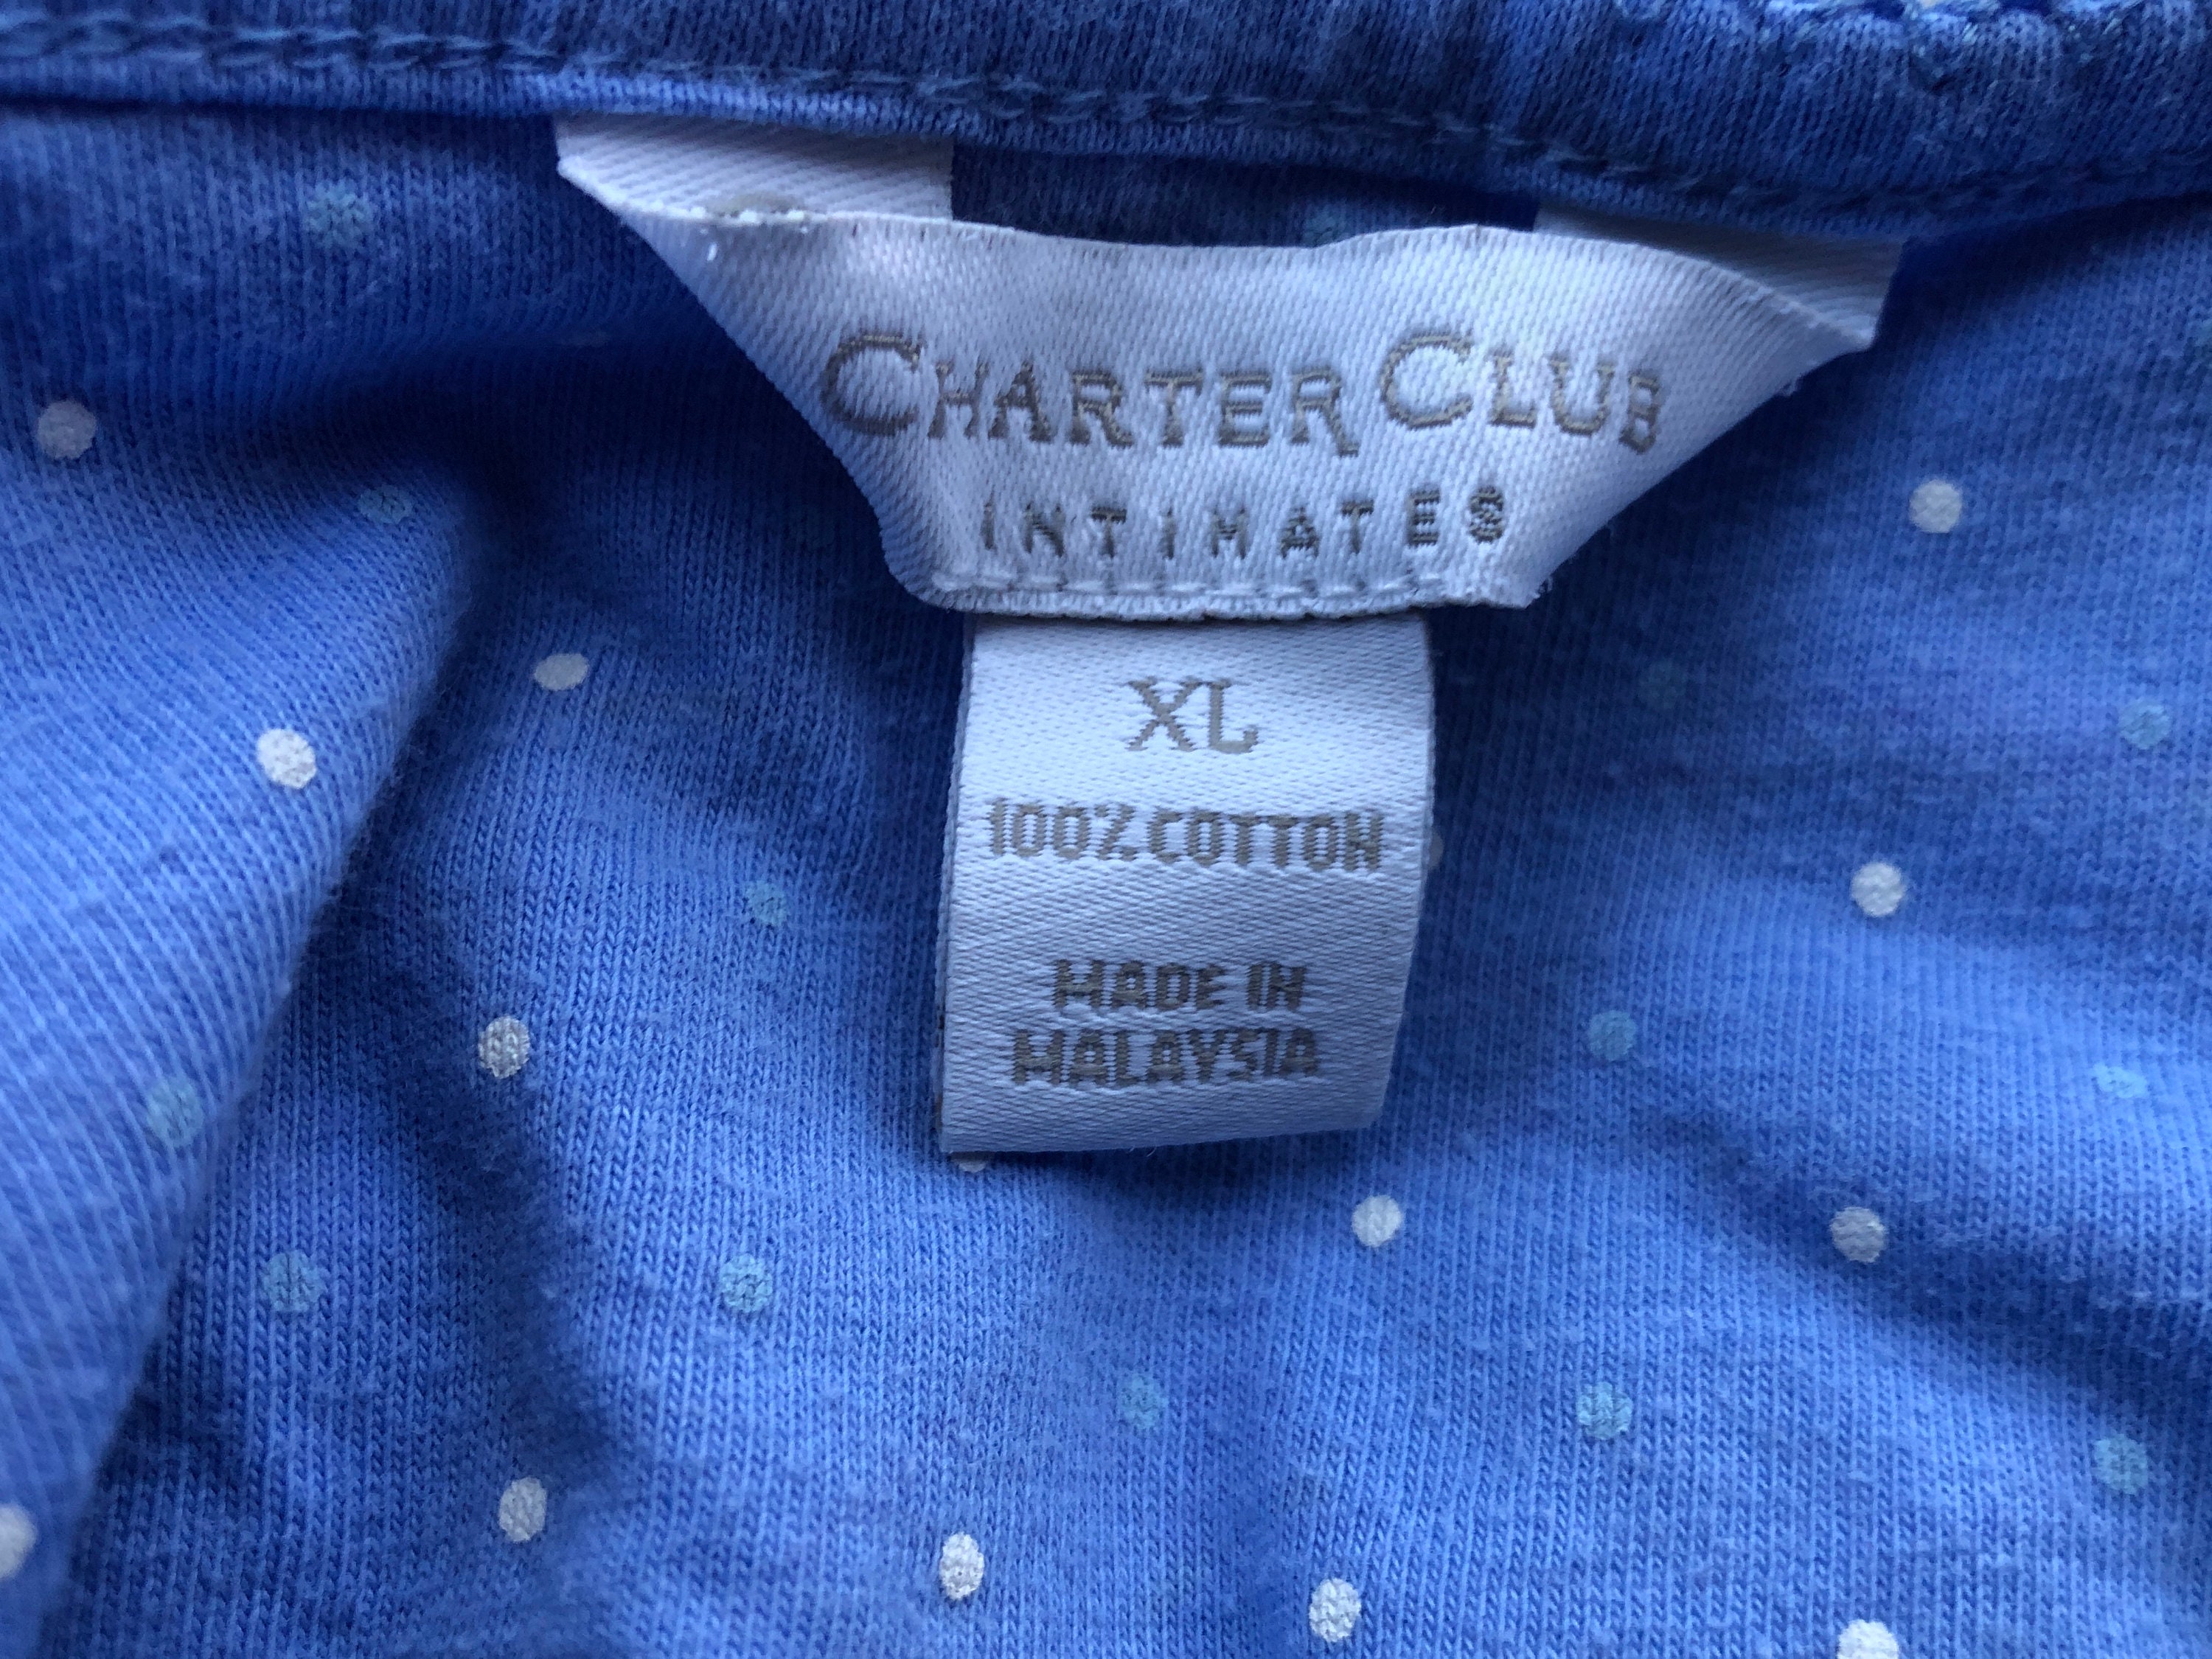 CHARTER CLUB
INTIMATES
XL
100% COTTON
MADE IN
MALAYSIA